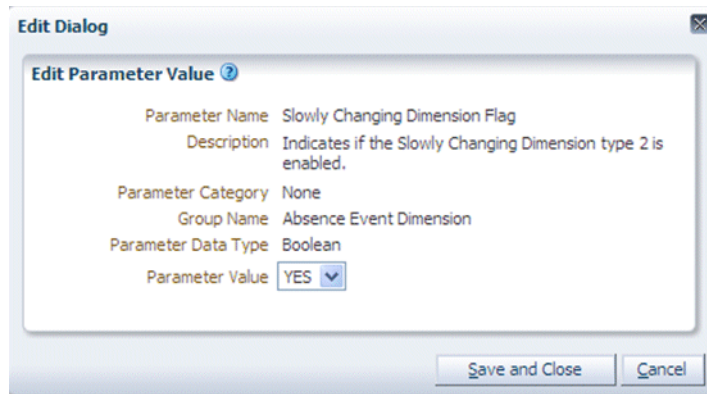 Edit Dialog
Edit Parameter Value
Parameter Name Slowly Changing Dimension Flag
Description Indicates if the Slowly Changing Dimension type 2 is
enabled.
Parameter Category None
Group Name Absence Event Dimension
Parameter Data Type Boolean
Parameter Value YES
Save and Close Cancel